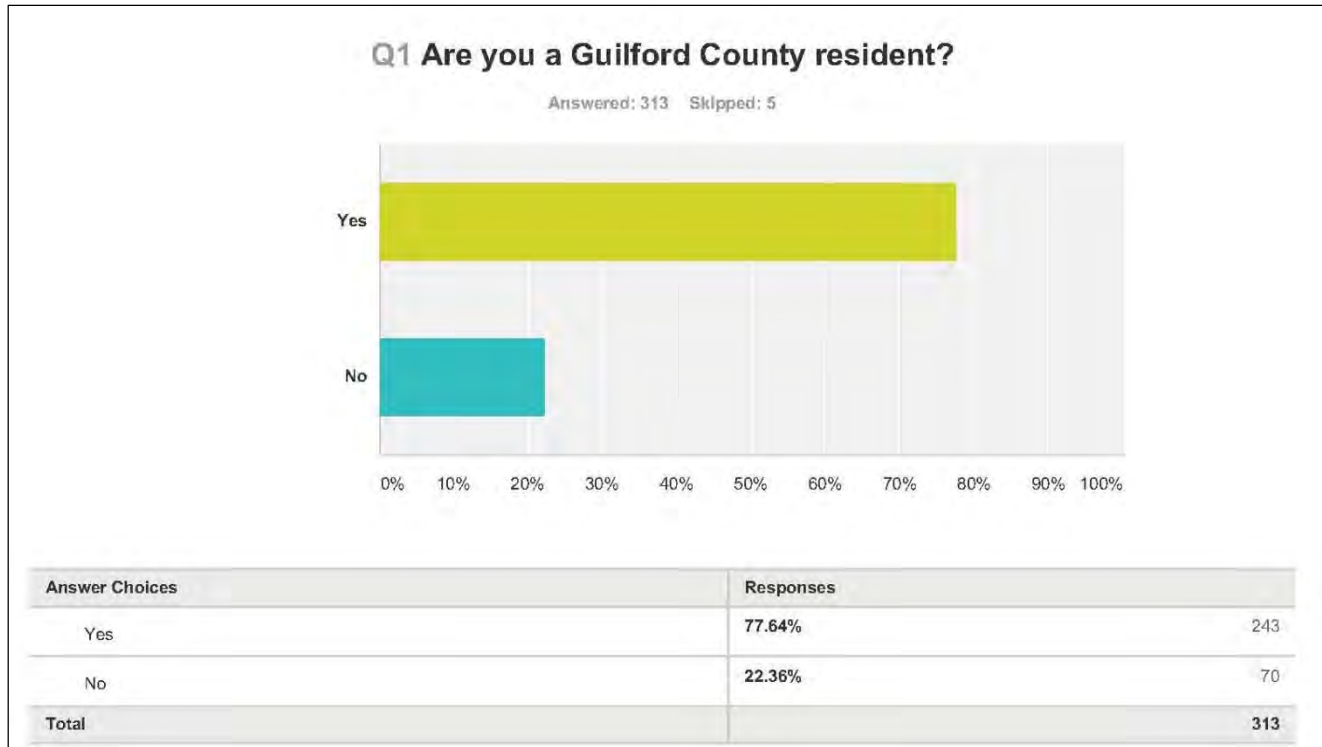 Q1 Are you a Guilford County resident?
Answered: 313 Skipped: 5
Yes
No
0% 10% 20% 30% 40% 50% 60% 70% 80% 90% 100%
Answer Choices Responses
Yes 77.64% 243
No 22.36% 70
Total 313